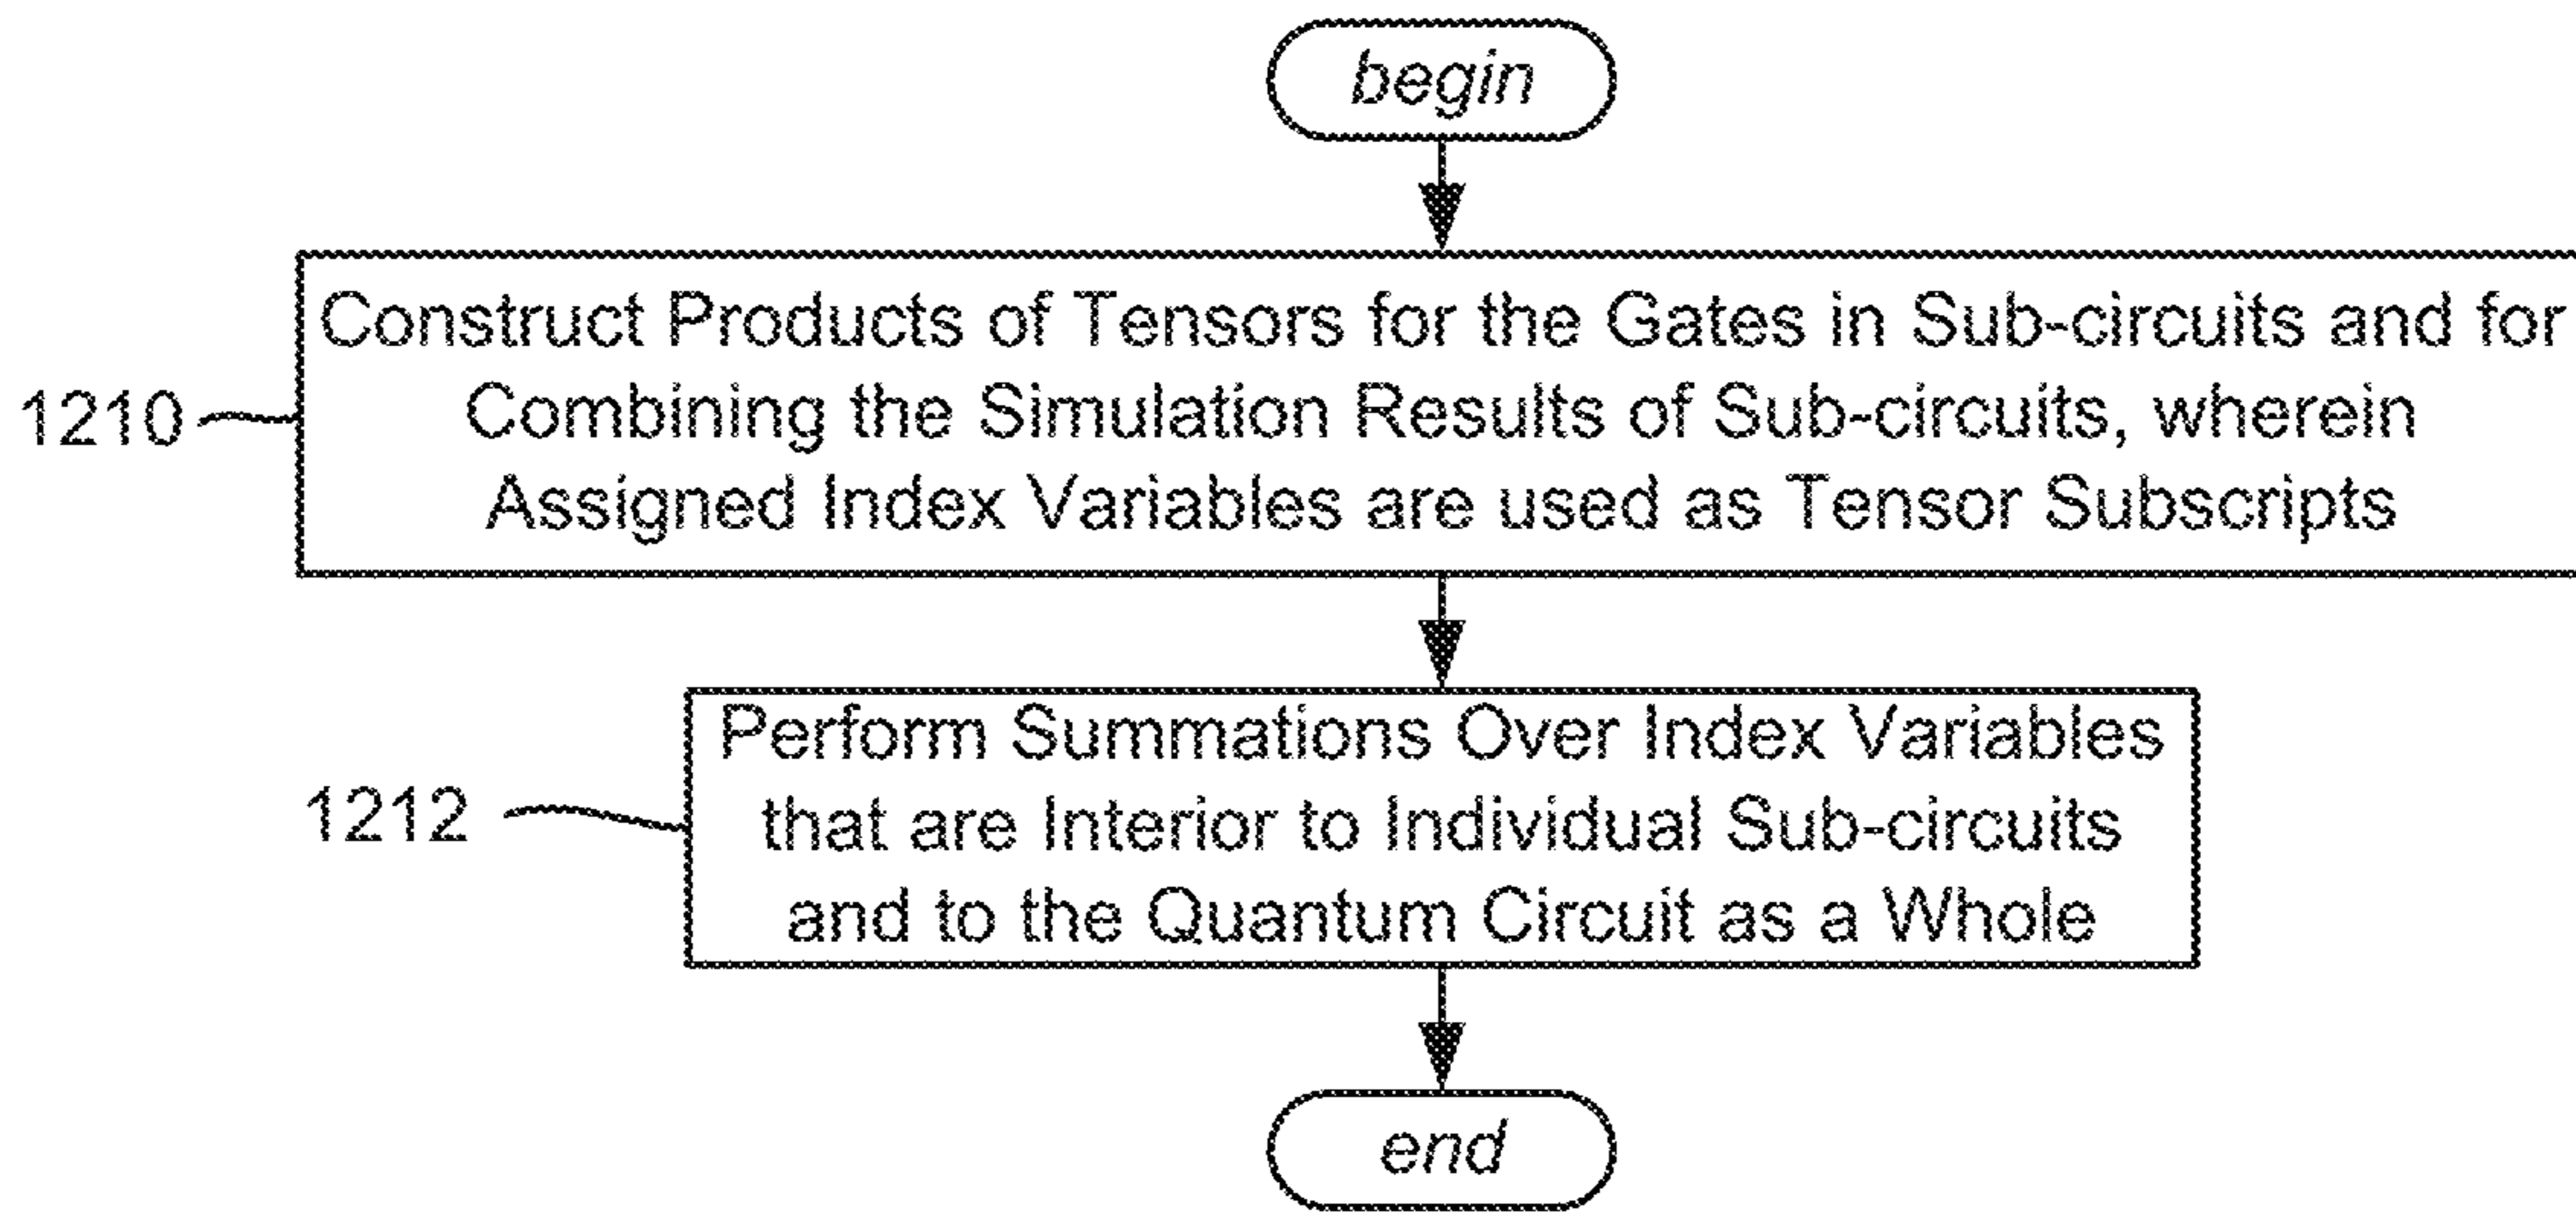 begin
Construct Products of Tensors for the Gates in Sub-circuits and for
Combining the Simulation Results of Sub-circuits, wherein
Assigned Index Variables are used as Tensor Subscripts
1210
Perform Summations Over Index Variables
that are Interior to Individual Sub-circuits
and to the Quantum Circuit as a Whole
1212
end